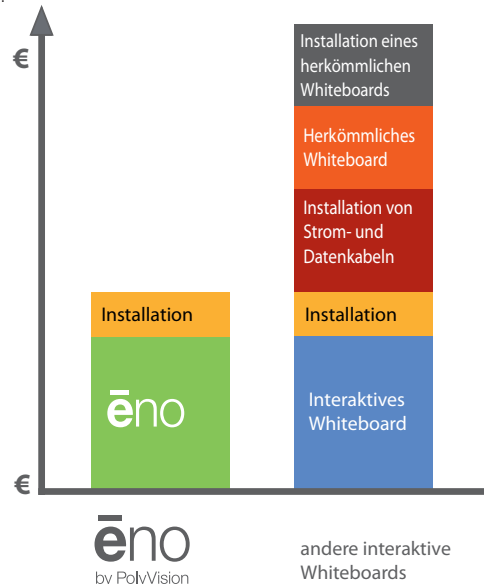 €
Installation eines
herkömmlichen
Whiteboards
Herkömmliches
Whiteboard
Installation von
Strom- und
Datenkabeln
Installation
Installation
ēno
Interaktives
Whiteboard
€
ēno
by PolyVision
andere interaktive
Whiteboards